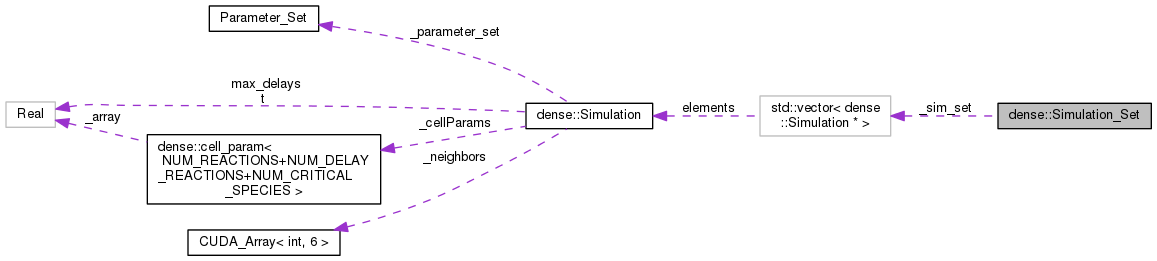 Parameter_Set
_parameter_set
max_delays
t
Real
_array
dense::Simulation
elements
std::vector< dense
::Simulation * >
_sim_set
dense::Simulation_Set
_cellParams
dense::cell_param<
NUM_REACTIONS+NUM_DELAY
_REACTIONS+NUM_CRITICAL
_SPECIES >
_neighbors
CUDA_Array< int, 6 >